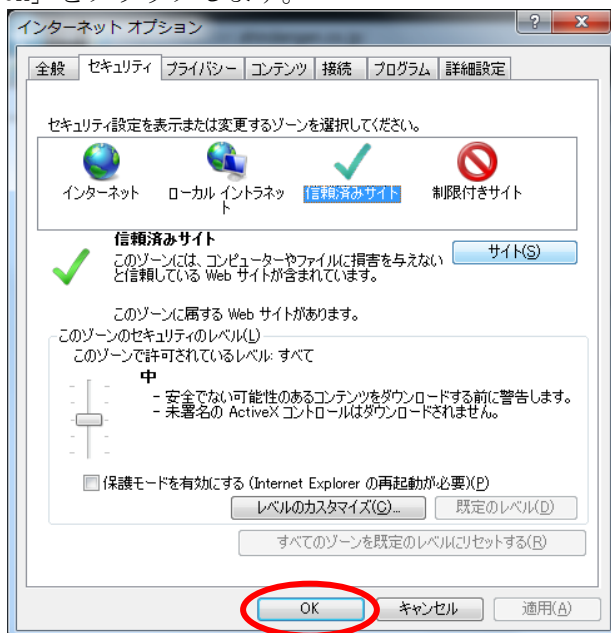 インターネット オプション
全般 セキュリティ プライバシー コンテンツ 接続 プログラム 詳細設定
セキュリティ設定を表示または変更するゾーンを選択してください。
インターネット ローカル イントラネット 信頼済みサイト 制限付きサイト
信頼済みサイト
サイト(S)
このゾーンには、コンピューターやファイルに損害を与えない
と信頼している Web サイトが含まれています。
このゾーンに属する Web サイトがあります。
このゾーンのセキュリティのレベル(L)
このゾーンで許可されているレベル: すべて
中
- 安全でない可能性のあるコンテンツをダウンロードする前に警告します。
- 未署名の ActiveX コントロールはダウンロードされません。
保護モードを有効にする (Internet Explorer の再起動が必要)(P)
レベルのカスタマイズ(C)... 既定のレベル(D)
すべてのゾーンを既定のレベルにリセットする(R)
OK キャンセル 適用(A)